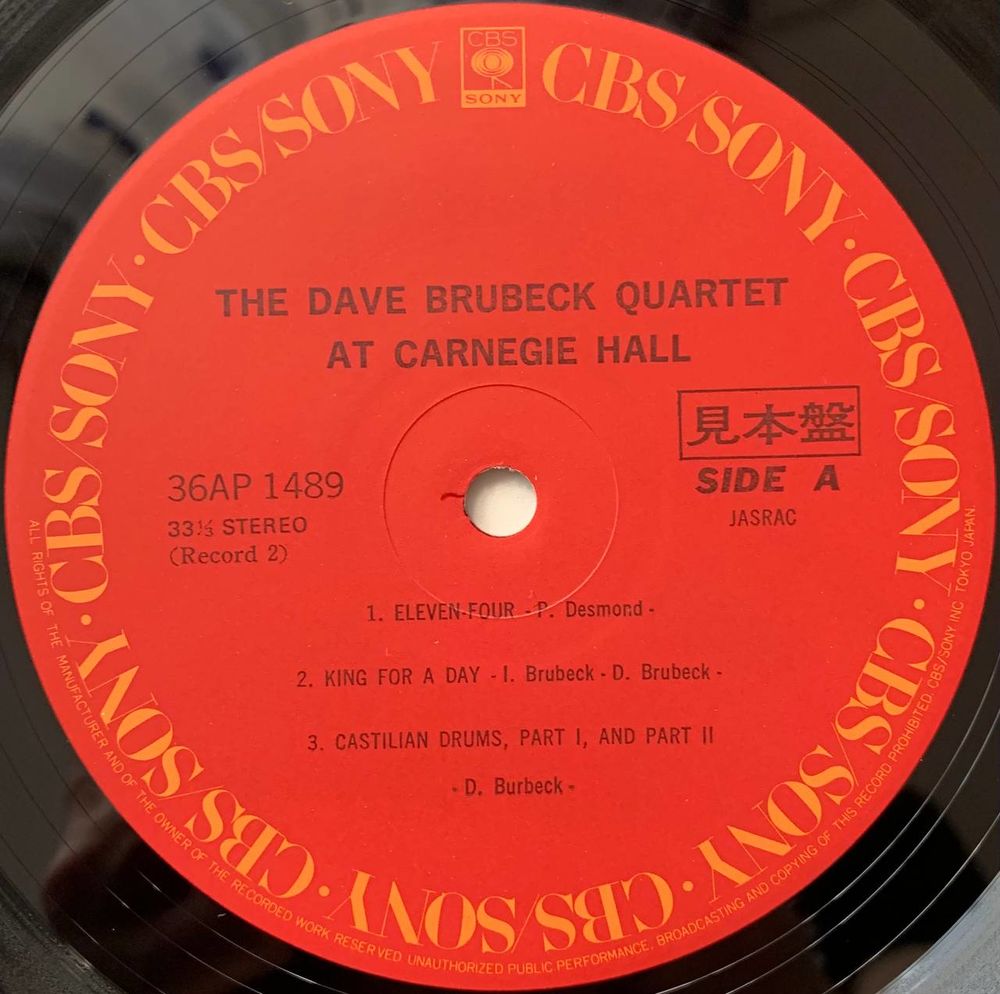 CBS
SONY
CBS/SONY · CBS/SONY · CBS/SONY · CBS/SONY · CBS/SONY · CBS/SONY · CBS/SONY · CBS/SONY
THE DAVE BRUBECK QUARTET
AT CARNEGIE HALL
見本盤
36AP 1489
SIDE A
33⅓ STEREO
JASRAC
(Record 2)
1. ELEVEN-FOUR - P. Desmond -
2. KING FOR A DAY - I. Brubeck - D. Brubeck -
3. CASTILIAN DRUMS, PART I, AND PART II
- D. Burbeck -
ALL RIGHTS OF THE MANUFACTURER AND OF THE OWNER OF THE RECORDED WORK RESERVED. UNAUTHORIZED PUBLIC PERFORMANCE, BROADCASTING AND COPYING OF THIS RECORD PROHIBITED. CBS/SONY INC. TOKYO JAPAN.